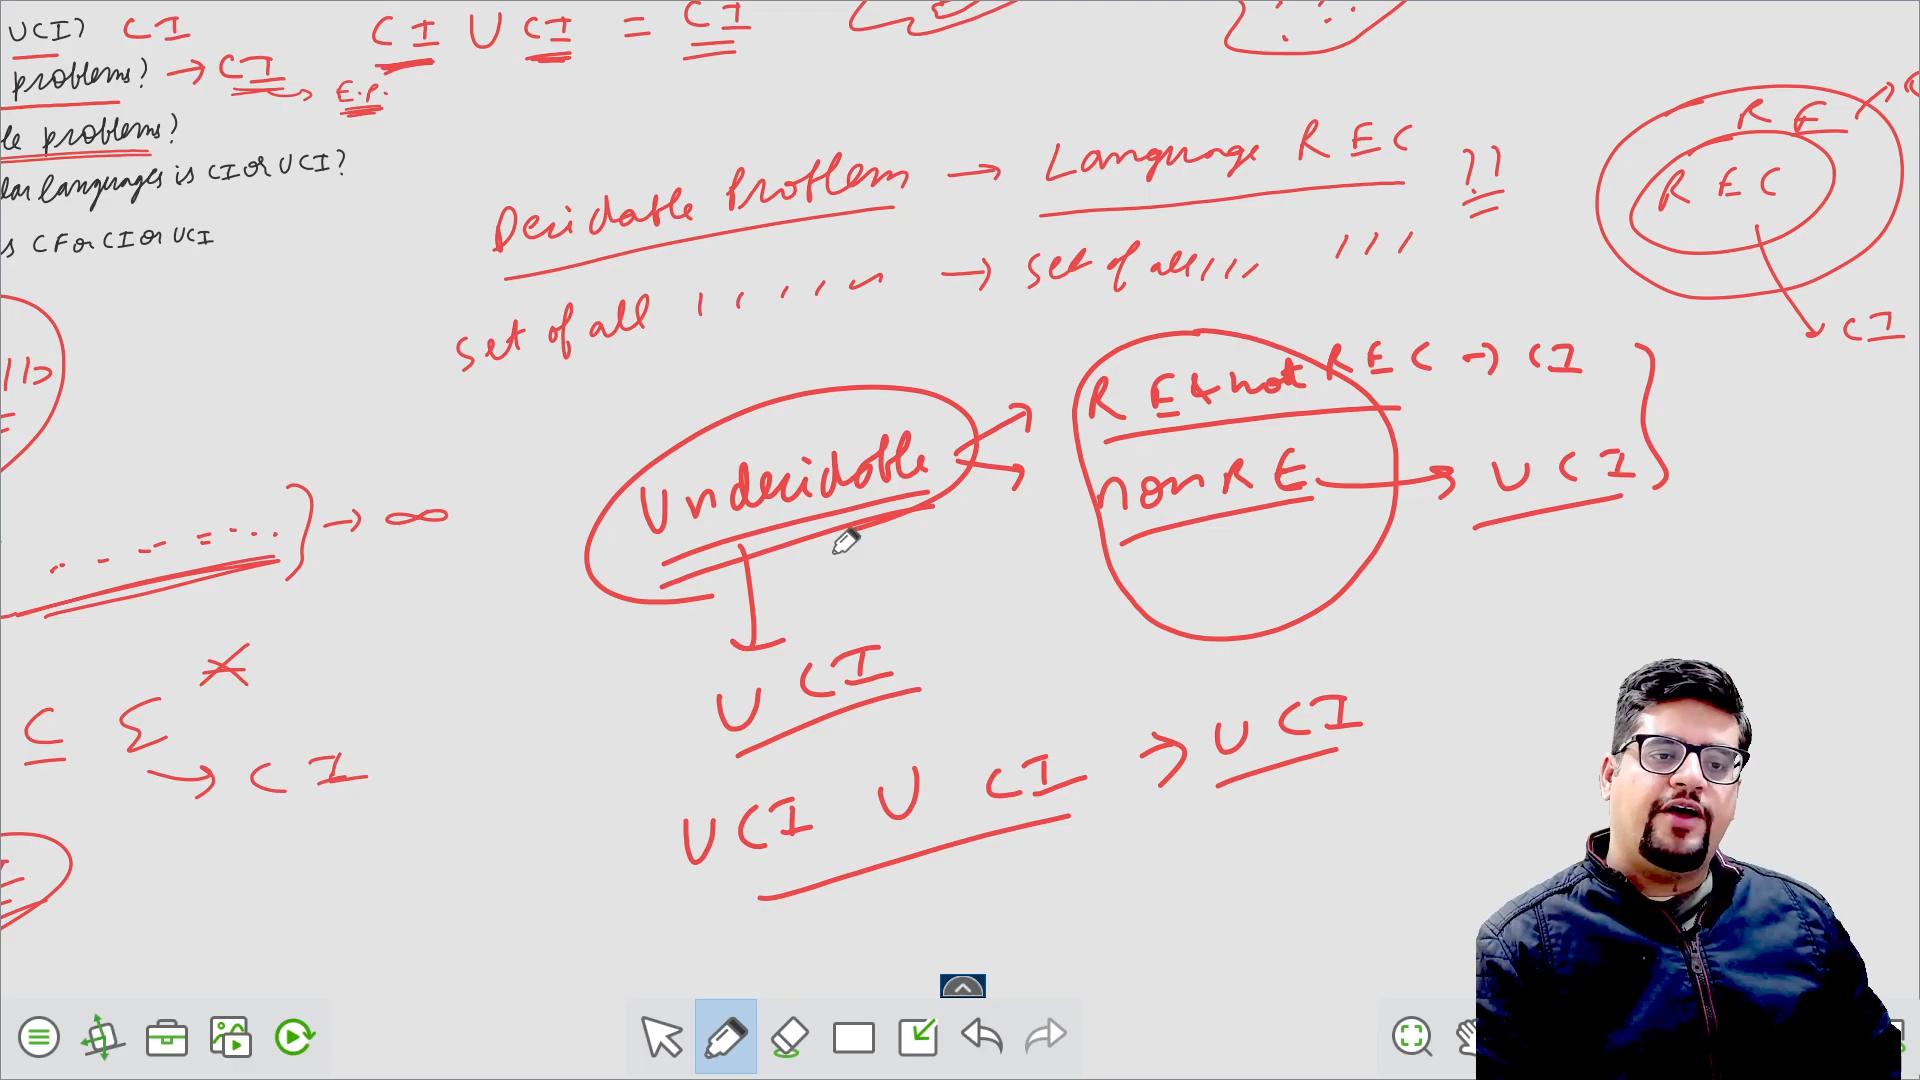 UCI? CI
CI ∪ CI = CI
problems? → CI → E.P.
le problems?
lar languages is CI or UCI?
s CF or CI or UCI
Decidable Problem → Language REC ??
set of all ,, ,, → set of all ,,, ,,,
RE
REC
CI
Undecidable
RE & not REC → CI
non RE → UCI
→ ∞
UCI
C Σ*
→ CI
UCI ∪ CI → UCI